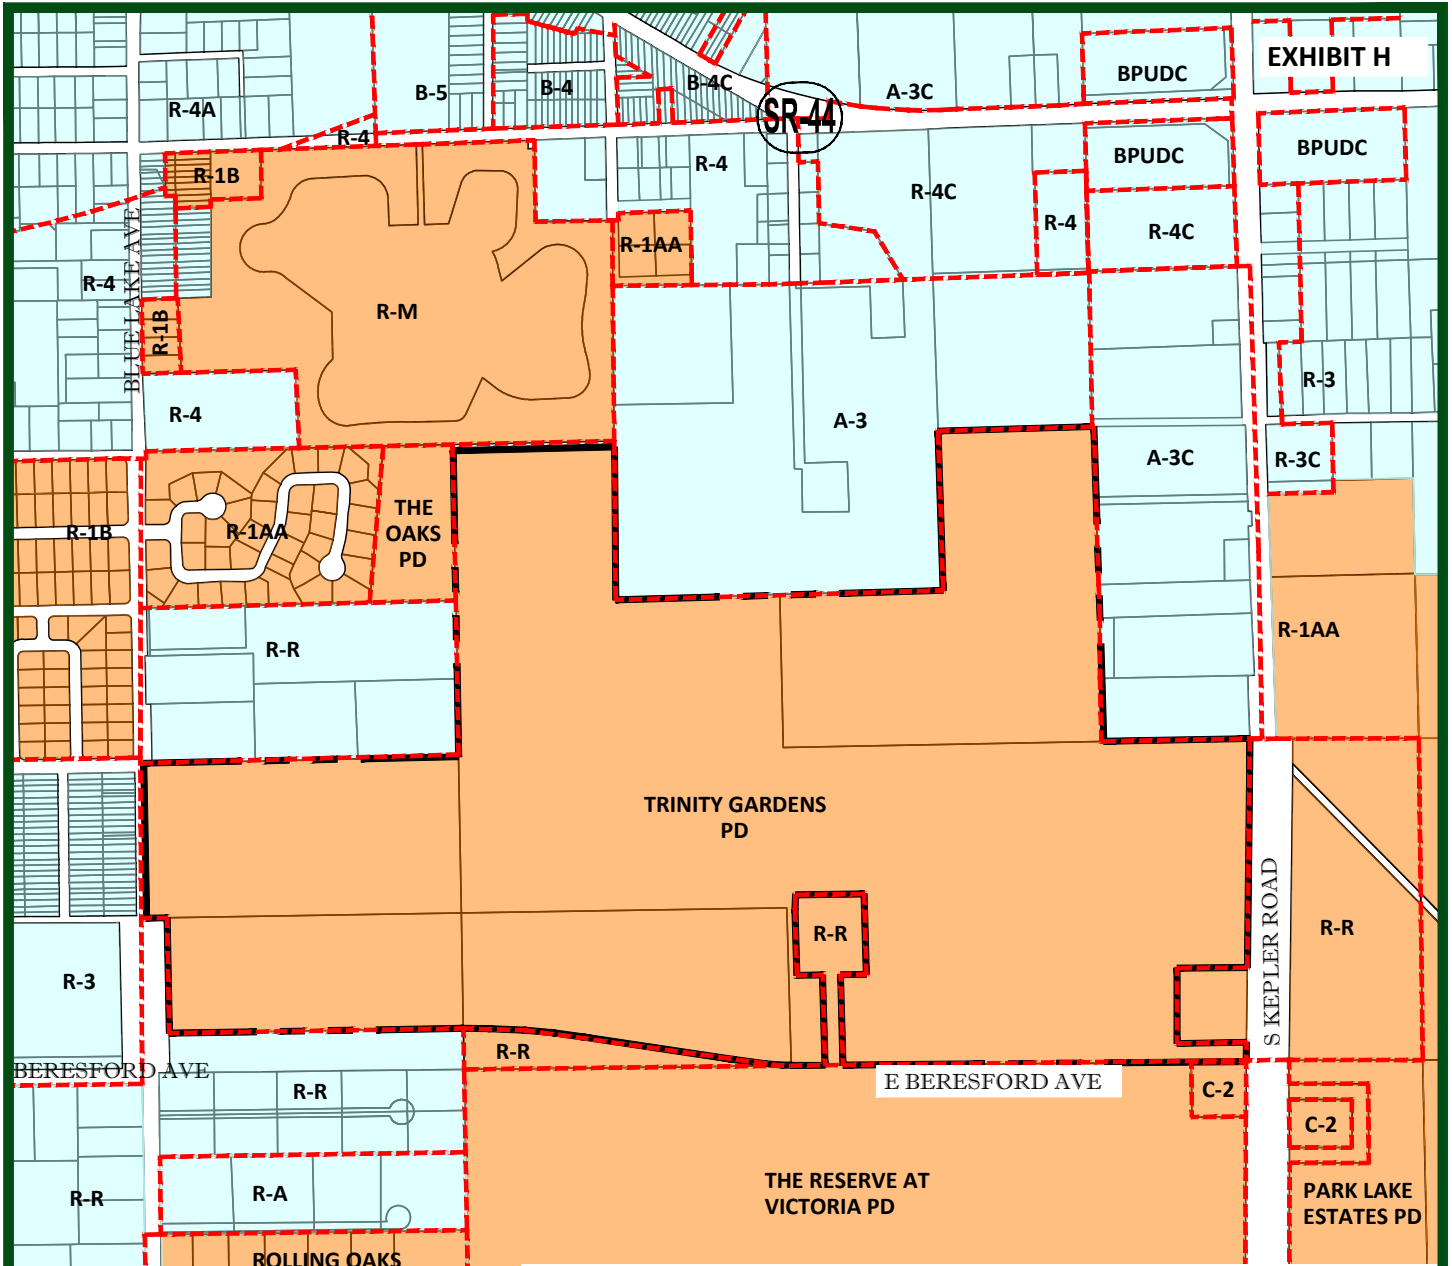 EXHIBIT H
BPUDC
B-5
B-4
B-4C
A-3C
R-4A
SR-44
R-4
R-4
BPUDC
BPUDC
R-1B
R-4C
R-4
R-4C
R-1AA
R-4
BLUE LAKE AVE
R-M
R-1B
R-3
R-4
A-3
A-3C
R-3C
THE
OAKS
PD
R-1B
R-1AA
R-1AA
R-R
TRINITY GARDENS
PD
S KEPLER ROAD
R-R
R-R
R-3
R-R
BERESFORD AVE
E BERESFORD AVE
R-R
C-2
C-2
R-R
R-A
THE RESERVE AT
VICTORIA PD
PARK LAKE
ESTATES PD
ROLLING OAKS